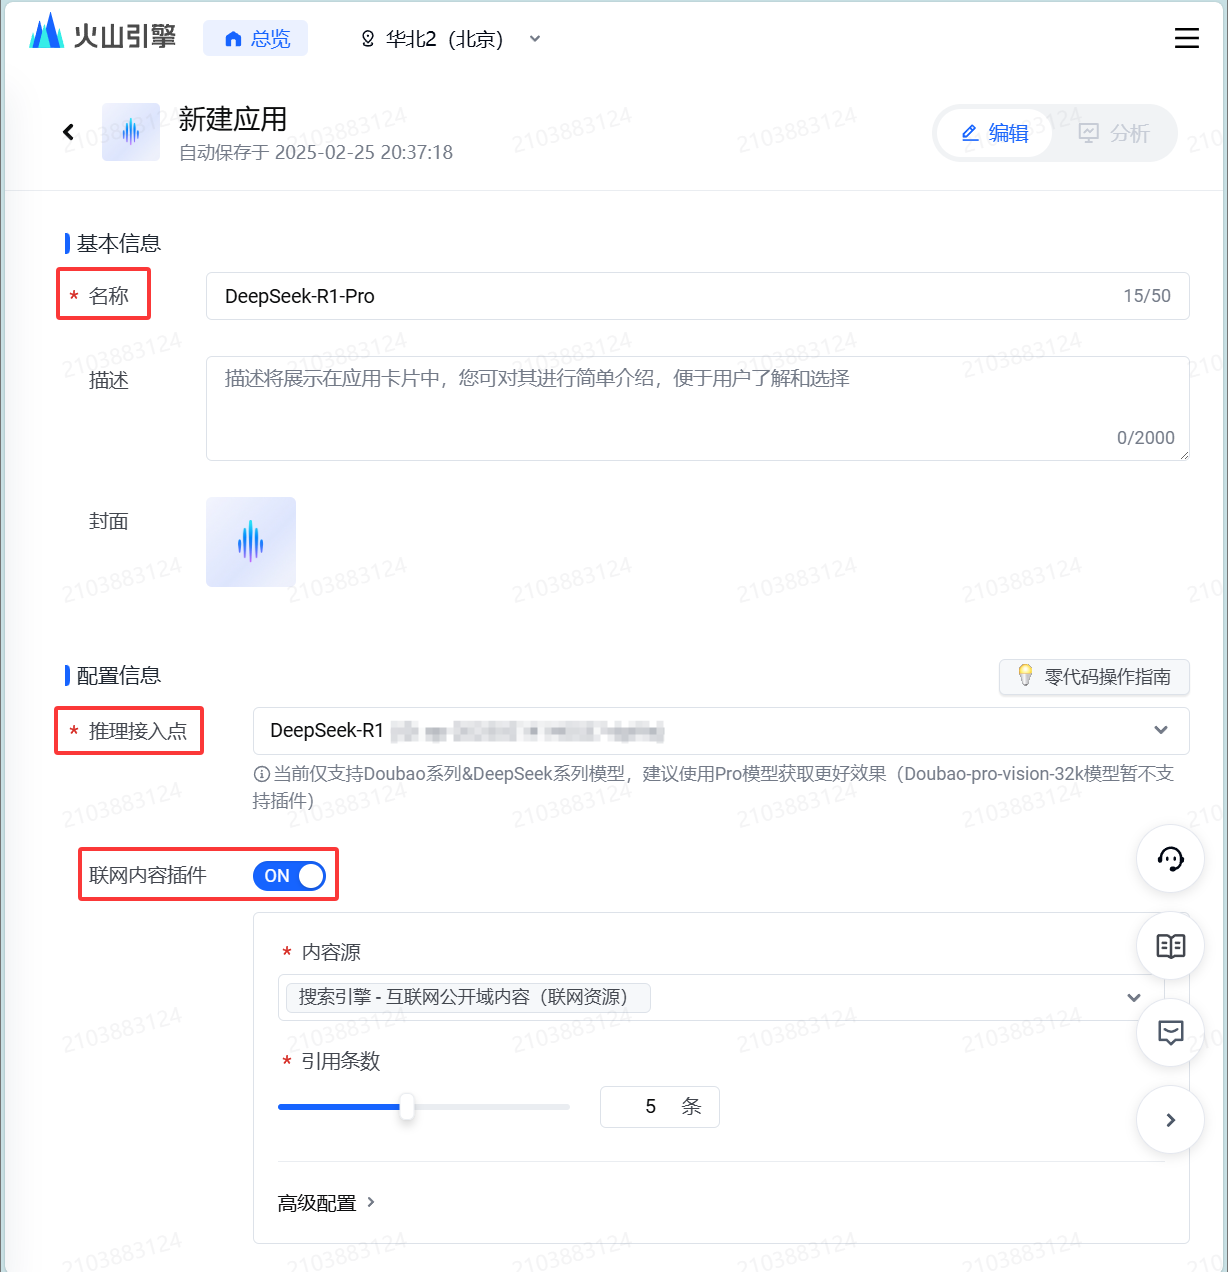 火山引擎 总览 华北2（北京）
新建应用
自动保存于 2025-02-25 20:37:18
编辑 分析
基本信息
* 名称 DeepSeek-R1-Pro 15/50
描述 描述将展示在应用卡片中，您可对其进行简单介绍，便于用户了解和选择
0/2000
封面
配置信息 零代码操作指南
* 推理接入点 DeepSeek-R1
当前仅支持Doubao系列&DeepSeek系列模型，建议使用Pro模型获取更好效果（Doubao-pro-vision-32k模型暂不支
持插件）
联网内容插件 ON
* 内容源
搜索引擎 - 互联网公开域内容（联网资源）
* 引用条数
5 条
高级配置
2103883124